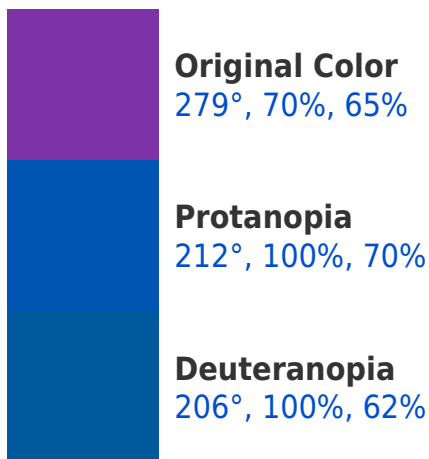 Original Color
279°, 70%, 65%
Protanopia
212°, 100%, 70%
Deuteranopia
206°, 100%, 62%